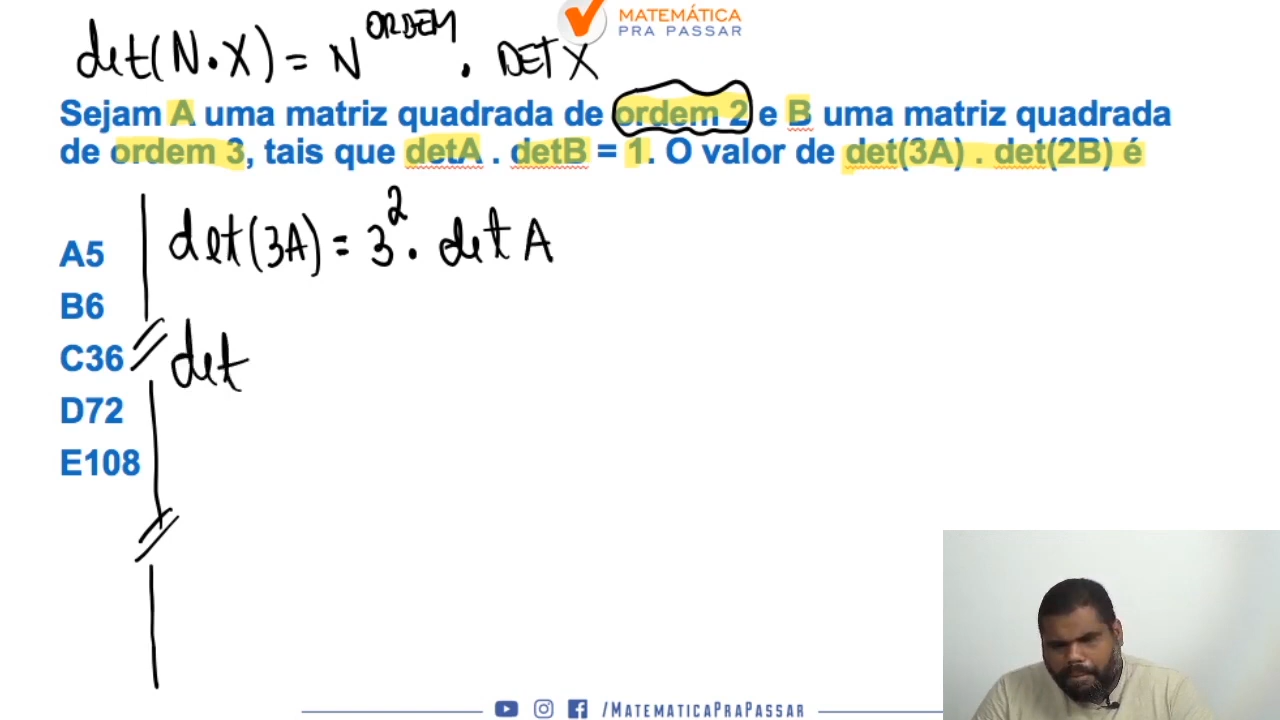 MATEMÁTICA
PRA PASSAR
det(N.X) = N^ORDEM . DET X
Sejam A uma matriz quadrada de ordem 2 e B uma matriz quadrada
de ordem 3, tais que detA . detB = 1. O valor de det(3A) . det(2B) é
det(3A) = 3^2 . det A
A5
B6
det
C36
D72
E108
/MATEMATICAPRAPASSAR